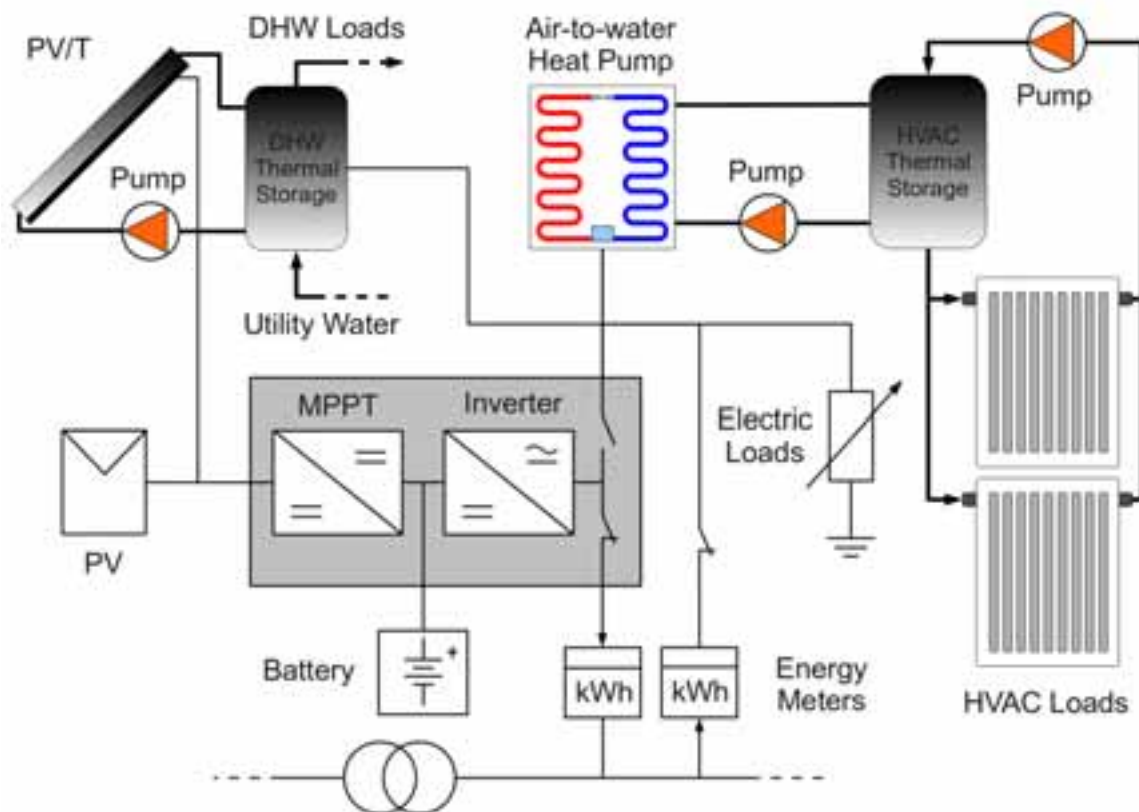 PV/T
DHW Loads
Air-to-water
Heat Pump
Pump
DHW
Thermal
Storage
Pump
Pump
HVAC
Thermal
Storage
Utility Water
MPPT
Inverter
Electric
Loads
PV
Battery
+
kWh
kWh
Energy
Meters
HVAC Loads